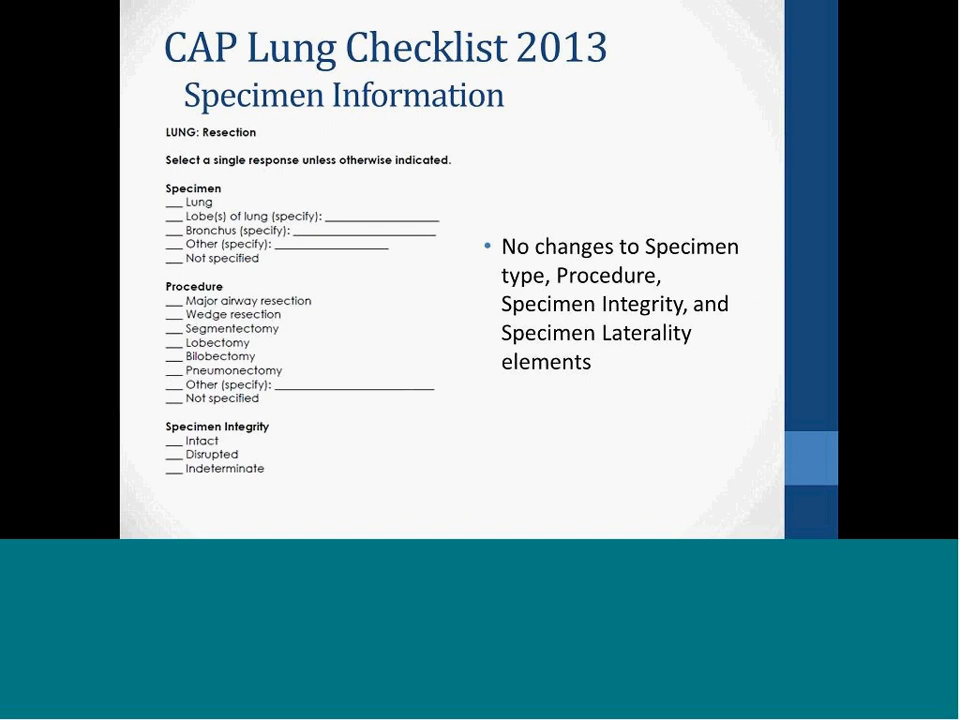 CAP Lung Checklist 2013
Specimen Information
LUNG: Resection
Select a single response unless otherwise indicated.
Specimen
___ Lung
___ Lobe(s) of lung (specify): ____________________
___ Bronchus (specify): _________________________
___ Other (specify): ____________________
___ Not specified
Procedure
___ Major airway resection
___ Wedge resection
___ Segmentectomy
___ Lobectomy
___ Bilobectomy
___ Pneumonectomy
___ Other (specify): ____________________________
___ Not specified
Specimen Integrity
___ Intact
___ Disrupted
___ Indeterminate
• No changes to Specimen
type, Procedure,
Specimen Integrity, and
Specimen Laterality
elements